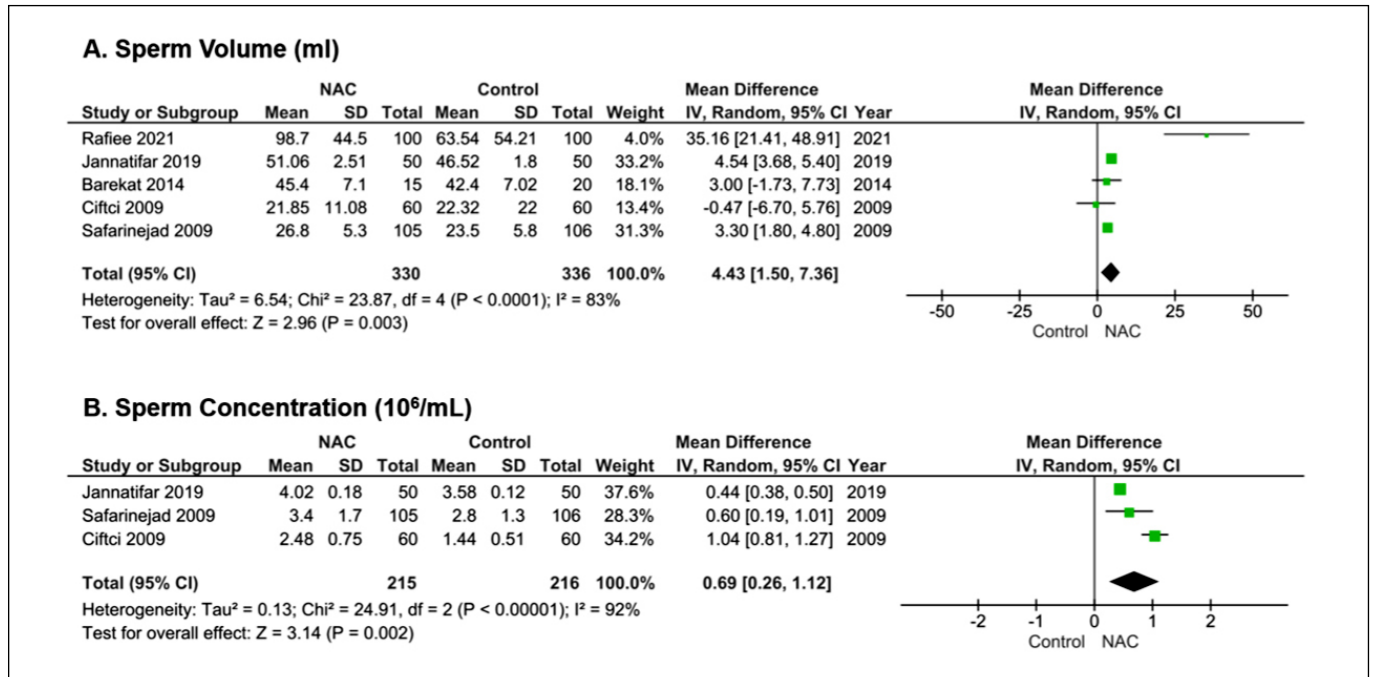 A. Sperm Volume (ml)
NAC Control Mean Difference Mean Difference
Study or Subgroup Mean SD Total Mean SD Total Weight IV, Random, 95% CI Year IV, Random, 95% CI
Rafiee 2021 98.7 44.5 100 63.54 54.21 100 4.0% 35.16 [21.41, 48.91] 2021
Jannatifar 2019 51.06 2.51 50 46.52 1.8 50 33.2% 4.54 [3.68, 5.40] 2019
Barekat 2014 45.4 7.1 15 42.4 7.02 20 18.1% 3.00 [-1.73, 7.73] 2014
Ciftci 2009 21.85 11.08 60 22.32 22 60 13.4% -0.47 [-6.70, 5.76] 2009
Safarinejad 2009 26.8 5.3 105 23.5 5.8 106 31.3% 3.30 [1.80, 4.80] 2009
Total (95% CI) 330 336 100.0% 4.43 [1.50, 7.36]
Heterogeneity: Tau² = 6.54; Chi² = 23.87, df = 4 (P < 0.0001); I² = 83%
Test for overall effect: Z = 2.96 (P = 0.003)
-50 -25 0 25 50
Control NAC
B. Sperm Concentration (10⁶/mL)
NAC Control Mean Difference Mean Difference
Study or Subgroup Mean SD Total Mean SD Total Weight IV, Random, 95% CI Year IV, Random, 95% CI
Jannatifar 2019 4.02 0.18 50 3.58 0.12 50 37.6% 0.44 [0.38, 0.50] 2019
Safarinejad 2009 3.4 1.7 105 2.8 1.3 106 28.3% 0.60 [0.19, 1.01] 2009
Ciftci 2009 2.48 0.75 60 1.44 0.51 60 34.2% 1.04 [0.81, 1.27] 2009
Total (95% CI) 215 216 100.0% 0.69 [0.26, 1.12]
Heterogeneity: Tau² = 0.13; Chi² = 24.91, df = 2 (P < 0.00001); I² = 92%
Test for overall effect: Z = 3.14 (P = 0.002)
-2 -1 0 1 2
Control NAC